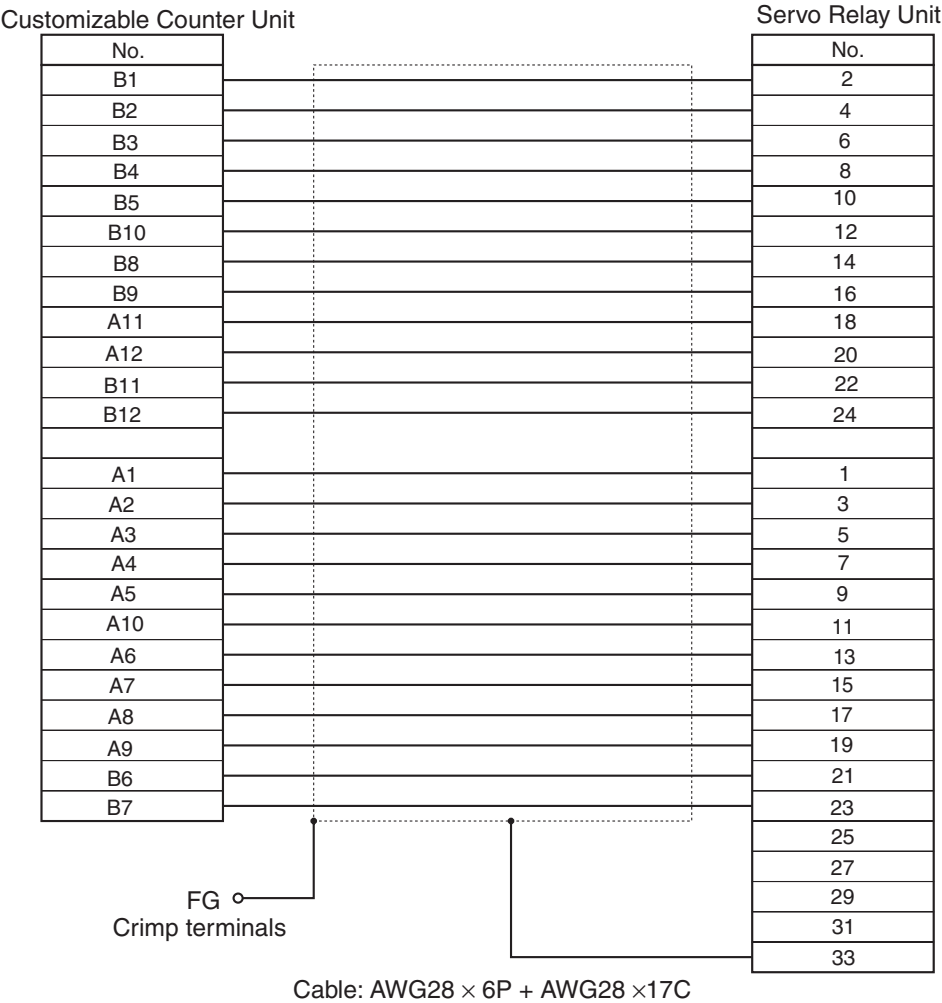 Customizable Counter Unit Servo Relay Unit
No. No.
B1 2
B2 4
B3 6
B4 8
B5 10
B10 12
B8 14
B9 16
A11 18
A12 20
B11 22
B12 24
A1 1
A2 3
A3 5
A4 7
A5 9
A10 11
A6 13
A7 15
A8 17
A9 19
B6 21
B7 23
25
27
FG 29
Crimp terminals 31
33
Cable: AWG28 × 6P + AWG28 ×17C